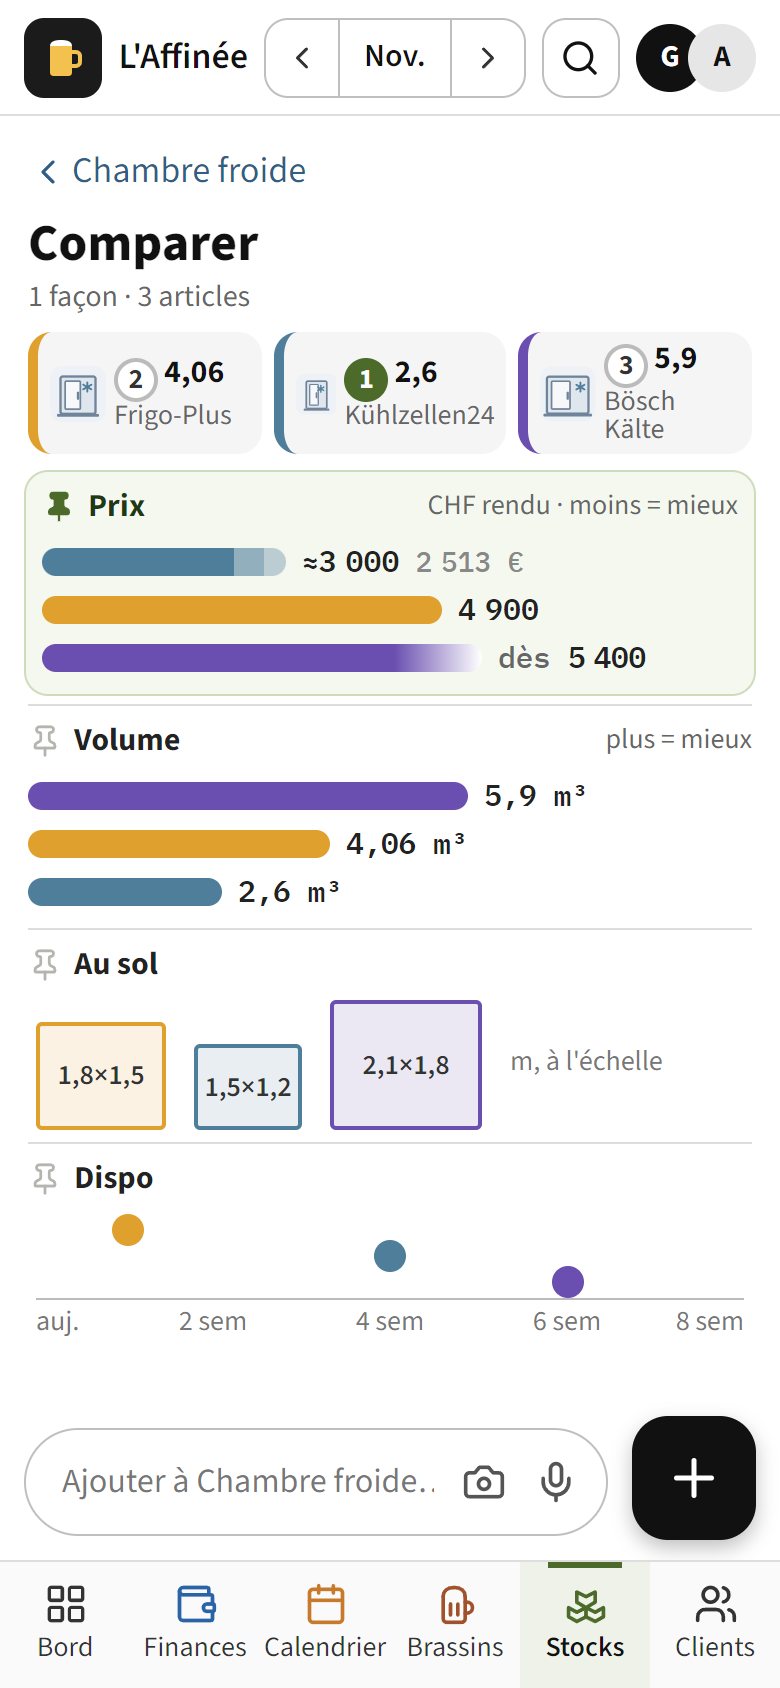 L'Affinée
Nov.
G A
Chambre froide
Comparer
1 façon · 3 articles
2 4,06
Frigo-Plus
1 2,6
Kühlzellen24
3 5,9
Bösch
Kälte
Prix CHF rendu · moins = mieux
≈3 000 2 513 €
4 900
dès 5 400
Volume plus = mieux
5,9 m³
4,06 m³
2,6 m³
Au sol
1,8×1,5 1,5×1,2 2,1×1,8 m, à l'échelle
Dispo
auj. 2 sem 4 sem 6 sem 8 sem
Ajouter à Chambre froide..
Bord Finances Calendrier Brassins Stocks Clients